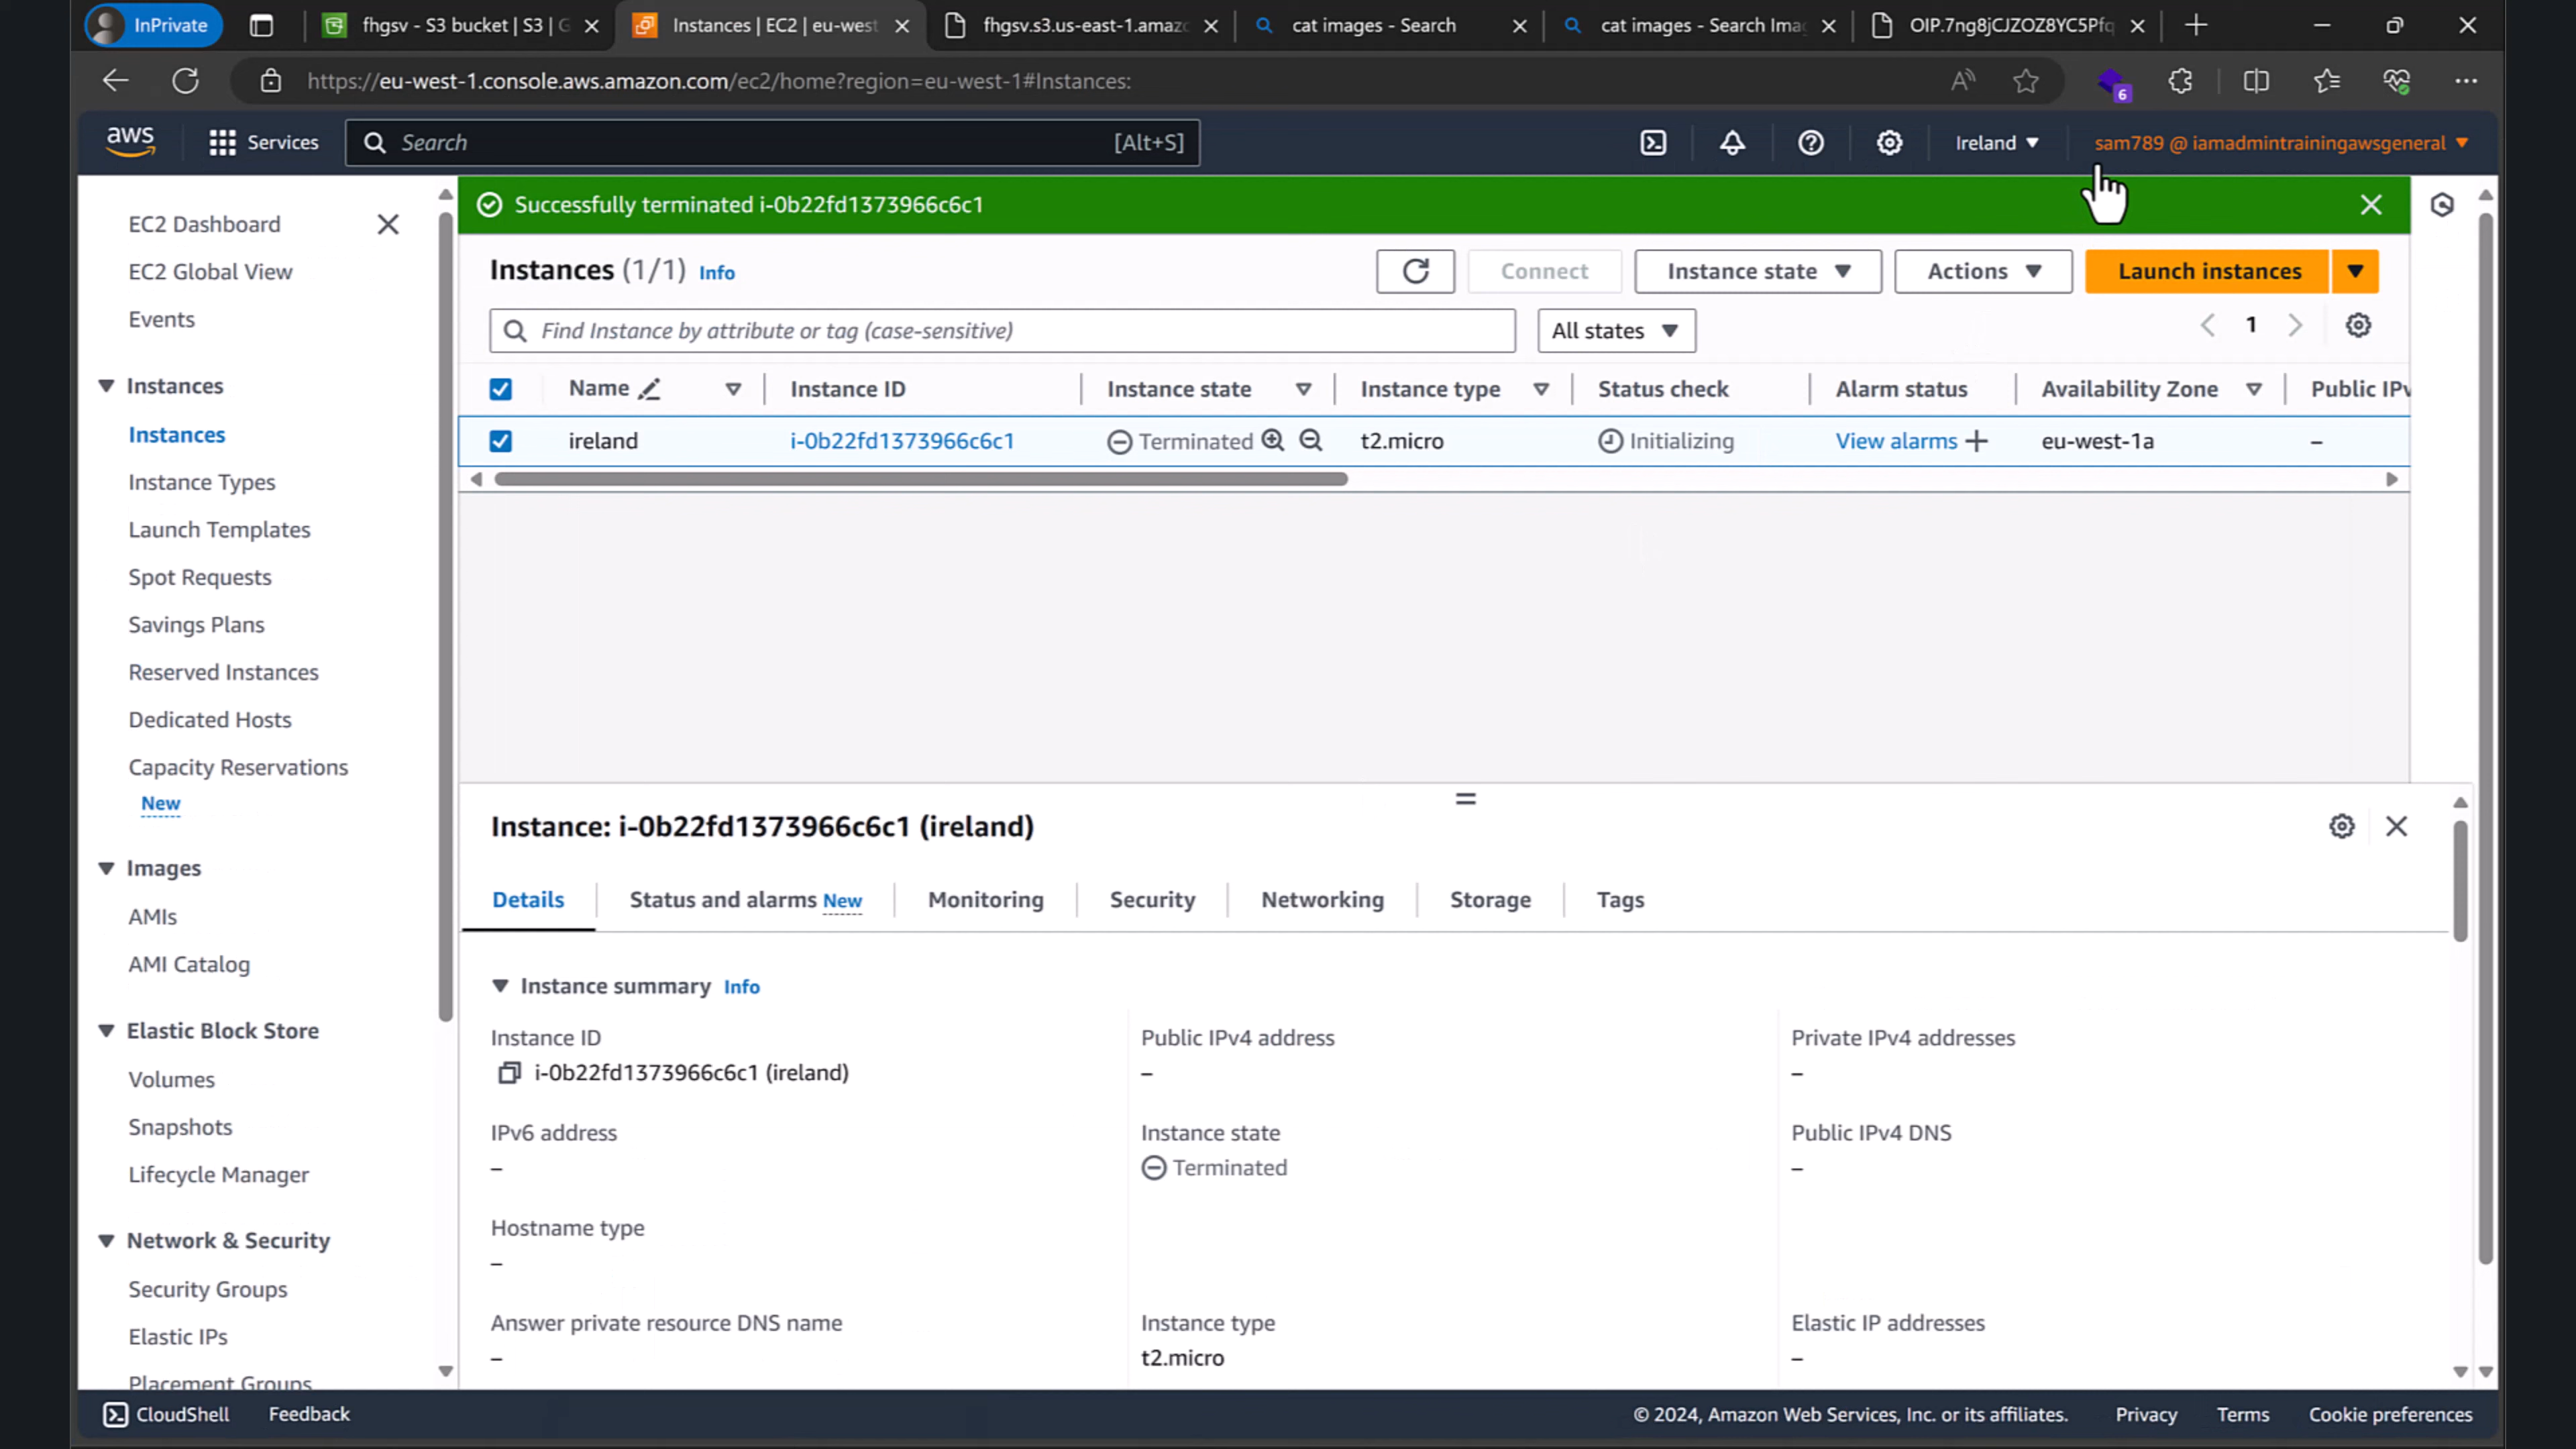 InPrivate
fhgsv - S3 bucket | S3 | G
Instances | EC2 | eu-west
fhgsv.s3.us-east-1.amaz
cat images - Search
cat images - Search Ima
OIP.7ng8jCJZOZ8YC5Pfq
https://eu-west-1.console.aws.amazon.com/ec2/home?region=eu-west-1#Instances:
6
aws
Services
Search
[Alt+S]
Ireland
sam789 @ iamadmintrainingawsgeneral
EC2 Dashboard
EC2 Global View
Events
Instances
Instances
Instance Types
Launch Templates
Spot Requests
Savings Plans
Reserved Instances
Dedicated Hosts
Capacity Reservations
New
Images
AMIs
AMI Catalog
Elastic Block Store
Volumes
Snapshots
Lifecycle Manager
Network & Security
Security Groups
Elastic IPs
Placement Groups
Successfully terminated i-0b22fd1373966c6c1
Instances (1/1) Info
Connect
Instance state
Actions
Launch instances
Find Instance by attribute or tag (case-sensitive)
All states
1
Name Instance ID Instance state Instance type Status check Alarm status Availability Zone Public IPv
ireland i-0b22fd1373966c6c1 Terminated t2.micro Initializing View alarms + eu-west-1a –
Instance: i-0b22fd1373966c6c1 (ireland)
Details Status and alarms New Monitoring Security Networking Storage Tags
Instance summary Info
Instance ID
i-0b22fd1373966c6c1 (ireland)
Public IPv4 address
–
Private IPv4 addresses
–
IPv6 address
–
Instance state
Terminated
Public IPv4 DNS
–
Hostname type
–
Answer private resource DNS name
–
Instance type
t2.micro
Elastic IP addresses
–
CloudShell
Feedback
© 2024, Amazon Web Services, Inc. or its affiliates.
Privacy
Terms
Cookie preferences